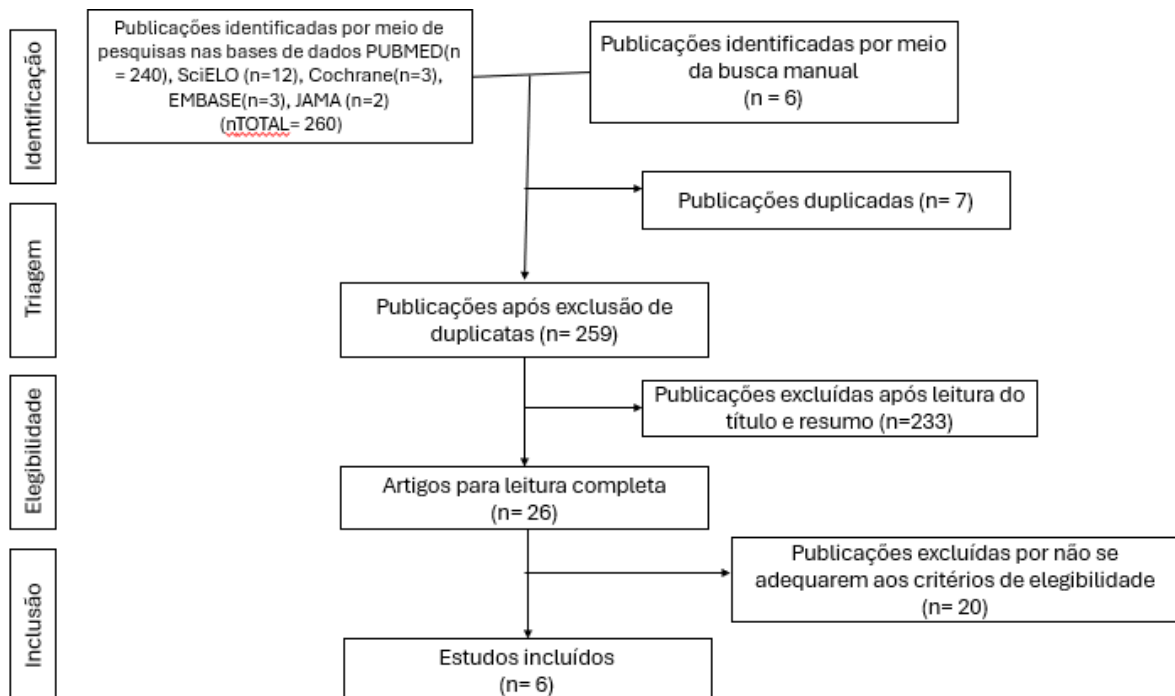 Identificação
Publicações identificadas por meio de
pesquisas nas bases de dados PUBMED(n
= 240), SciELO (n=12), Cochrane(n=3),
EMBASE(n=3), JAMA (n=2)
(nTOTAL= 260)
Publicações identificadas por meio
da busca manual
(n = 6)
Publicações duplicadas (n= 7)
Triagem
Publicações após exclusão de
duplicatas (n= 259)
Elegibilidade
Publicações excluídas após leitura do
título e resumo (n=233)
Artigos para leitura completa
(n= 26)
Inclusão
Publicações excluídas por não se
adequarem aos critérios de elegibilidade
(n= 20)
Estudos incluídos
(n= 6)